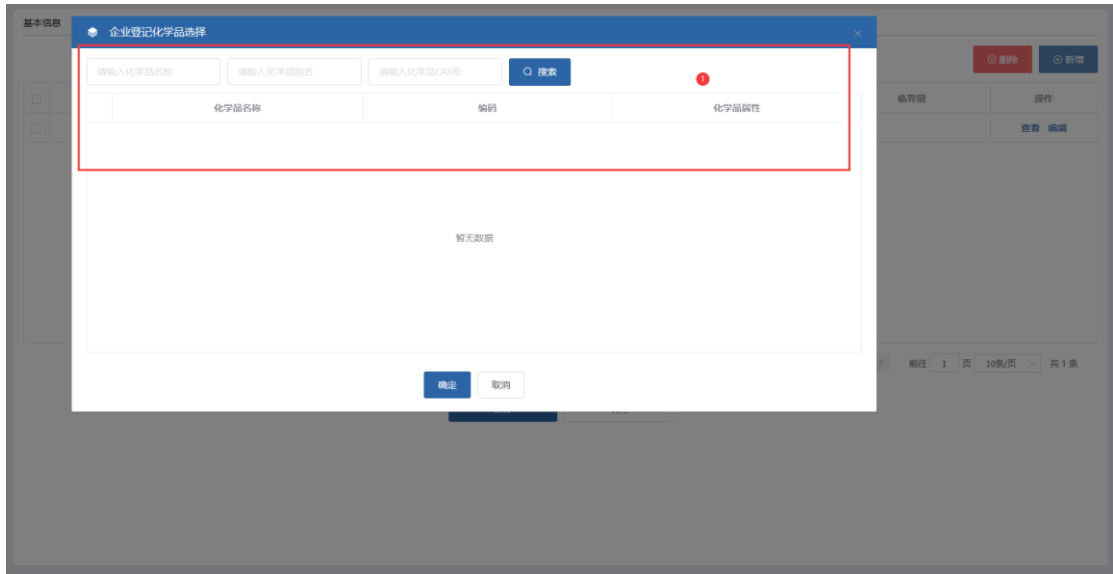 基本信息
企业登记化学品选择
请输入化学品名称 请输入化学品别名 请输入化学品CAS号 搜索
1
删除 新增
化学品名称 编码 化学品属性
临界量 操作
查看 编辑
暂无数据
前往 1 页 10条/页 共 1 条
确定 取消